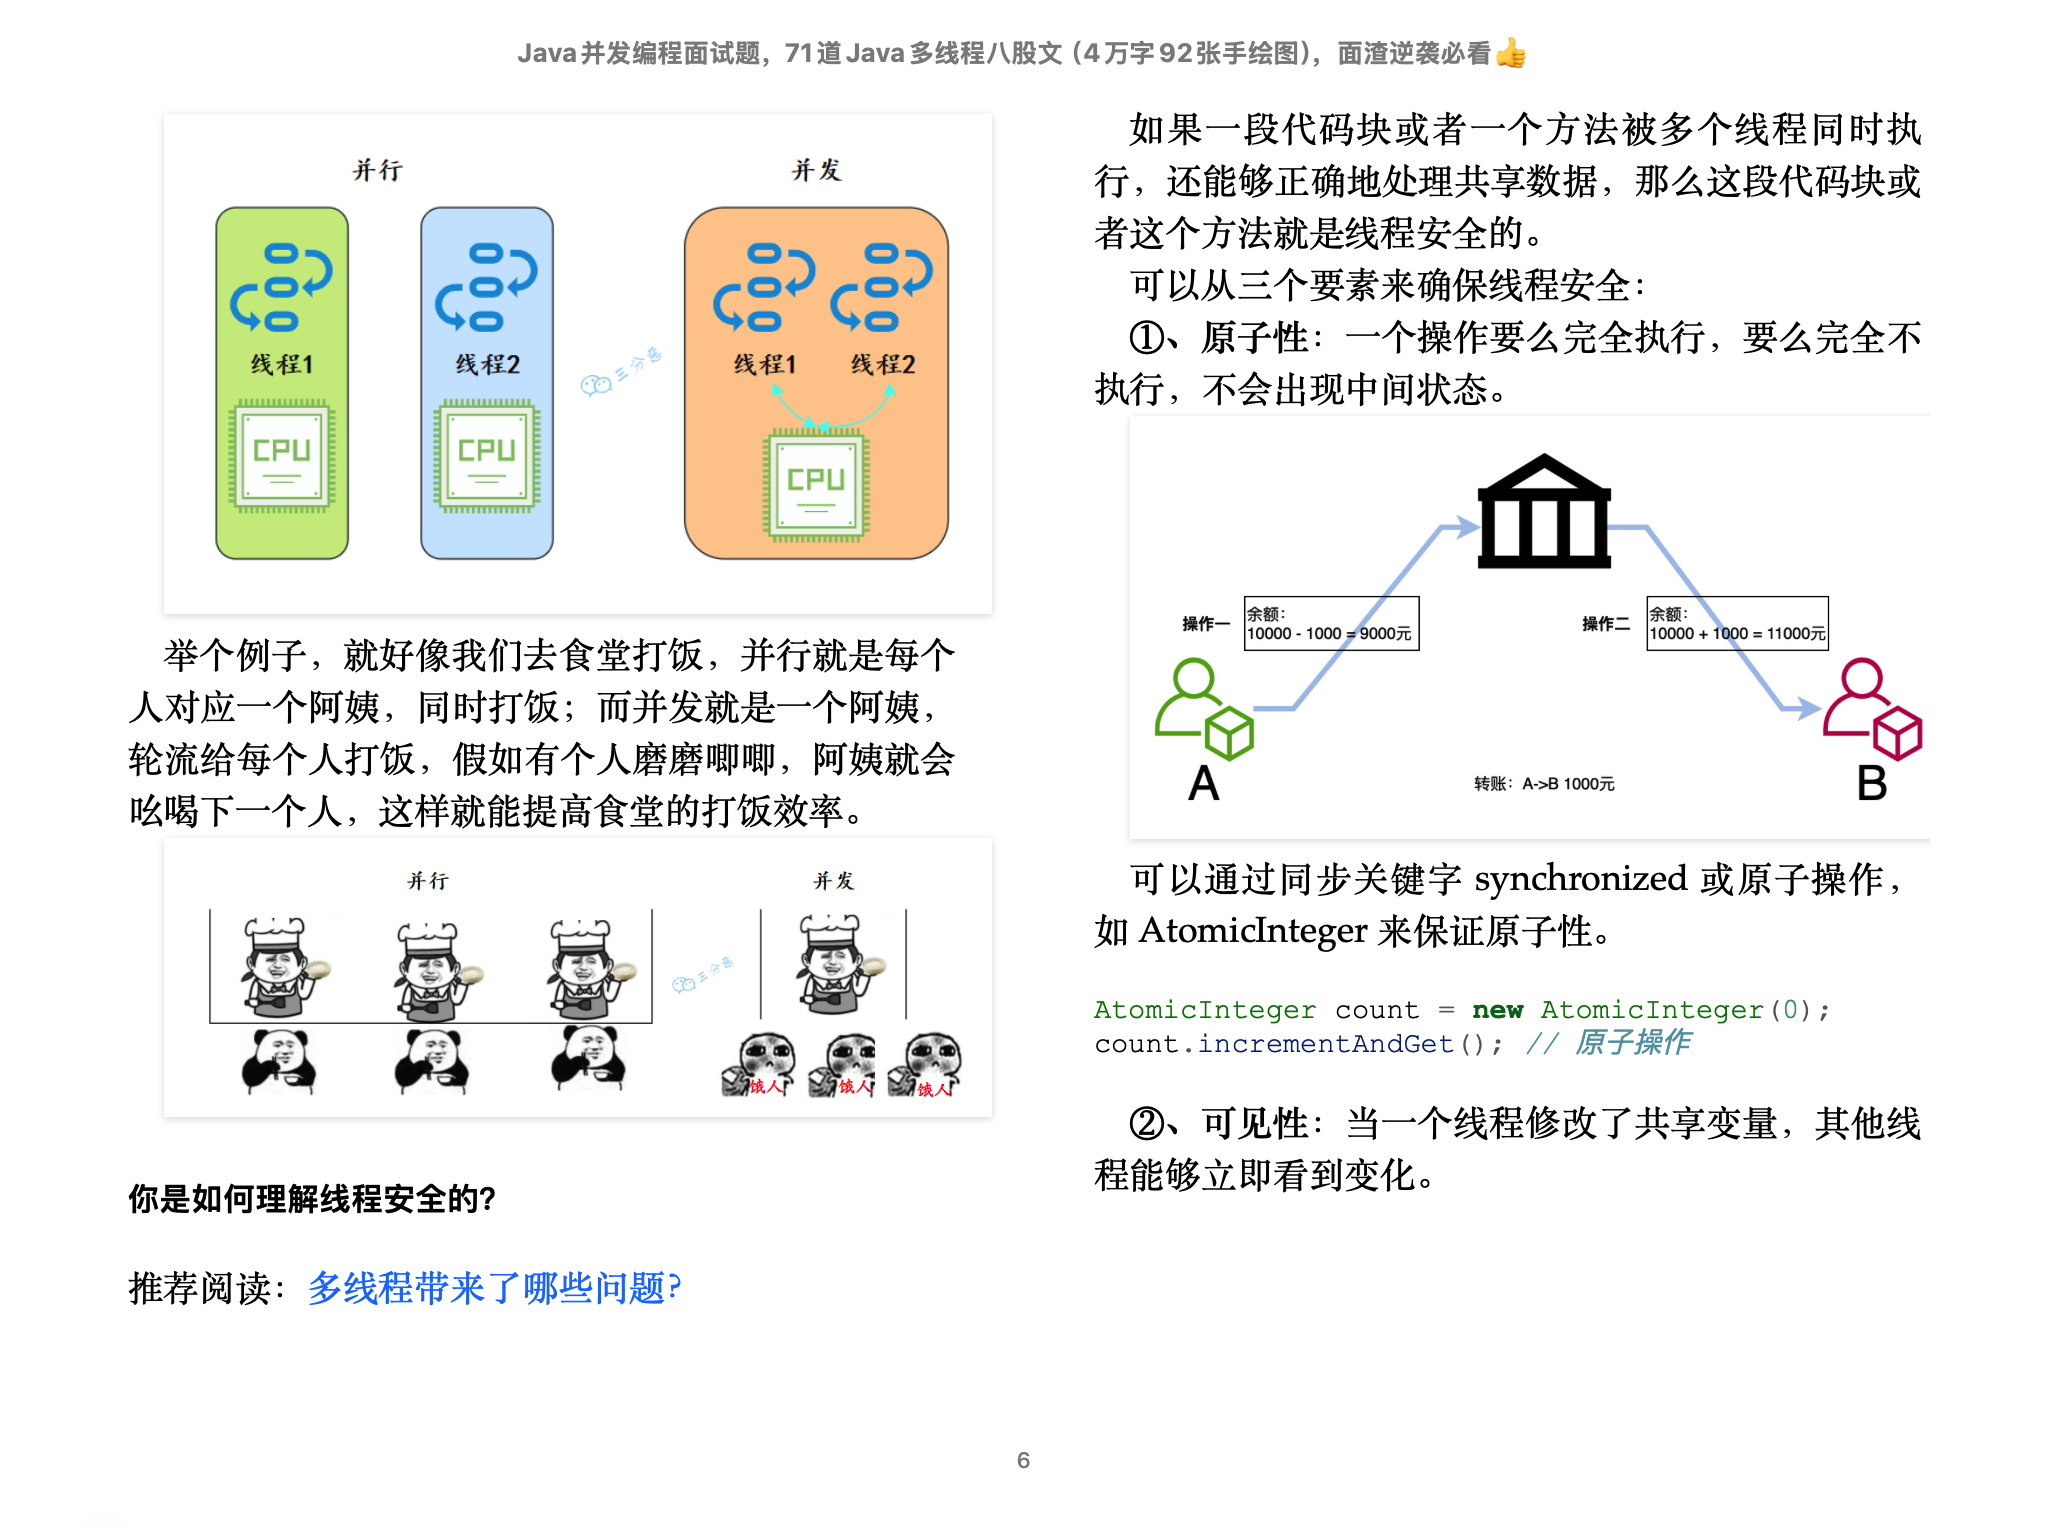 Java并发编程面试题，71道Java多线程八股文（4万字92张手绘图），面渣逆袭必看👍
并行
并发
线程1
线程2
线程1
线程2
CPU
CPU
CPU
三分恶
举个例子，就好像我们去食堂打饭，并行就是每个
人对应一个阿姨，同时打饭；而并发就是一个阿姨，
轮流给每个人打饭，假如有个人磨磨唧唧，阿姨就会
吆喝下一个人，这样就能提高食堂的打饭效率。
并行
并发
三分恶
饿人
饿人
饿人
你是如何理解线程安全的？
推荐阅读：多线程带来了哪些问题？
如果一段代码块或者一个方法被多个线程同时执
行，还能够正确地处理共享数据，那么这段代码块或
者这个方法就是线程安全的。
可以从三个要素来确保线程安全：
①、原子性：一个操作要么完全执行，要么完全不
执行，不会出现中间状态。
操作一
余额：
10000 - 1000 = 9000元
操作二
余额：
10000 + 1000 = 11000元
A
转账：A->B 1000元
B
可以通过同步关键字 synchronized 或原子操作，
如 AtomicInteger 来保证原子性。
AtomicInteger count = new AtomicInteger(0);
count.incrementAndGet(); // 原子操作
②、可见性：当一个线程修改了共享变量，其他线
程能够立即看到变化。
6